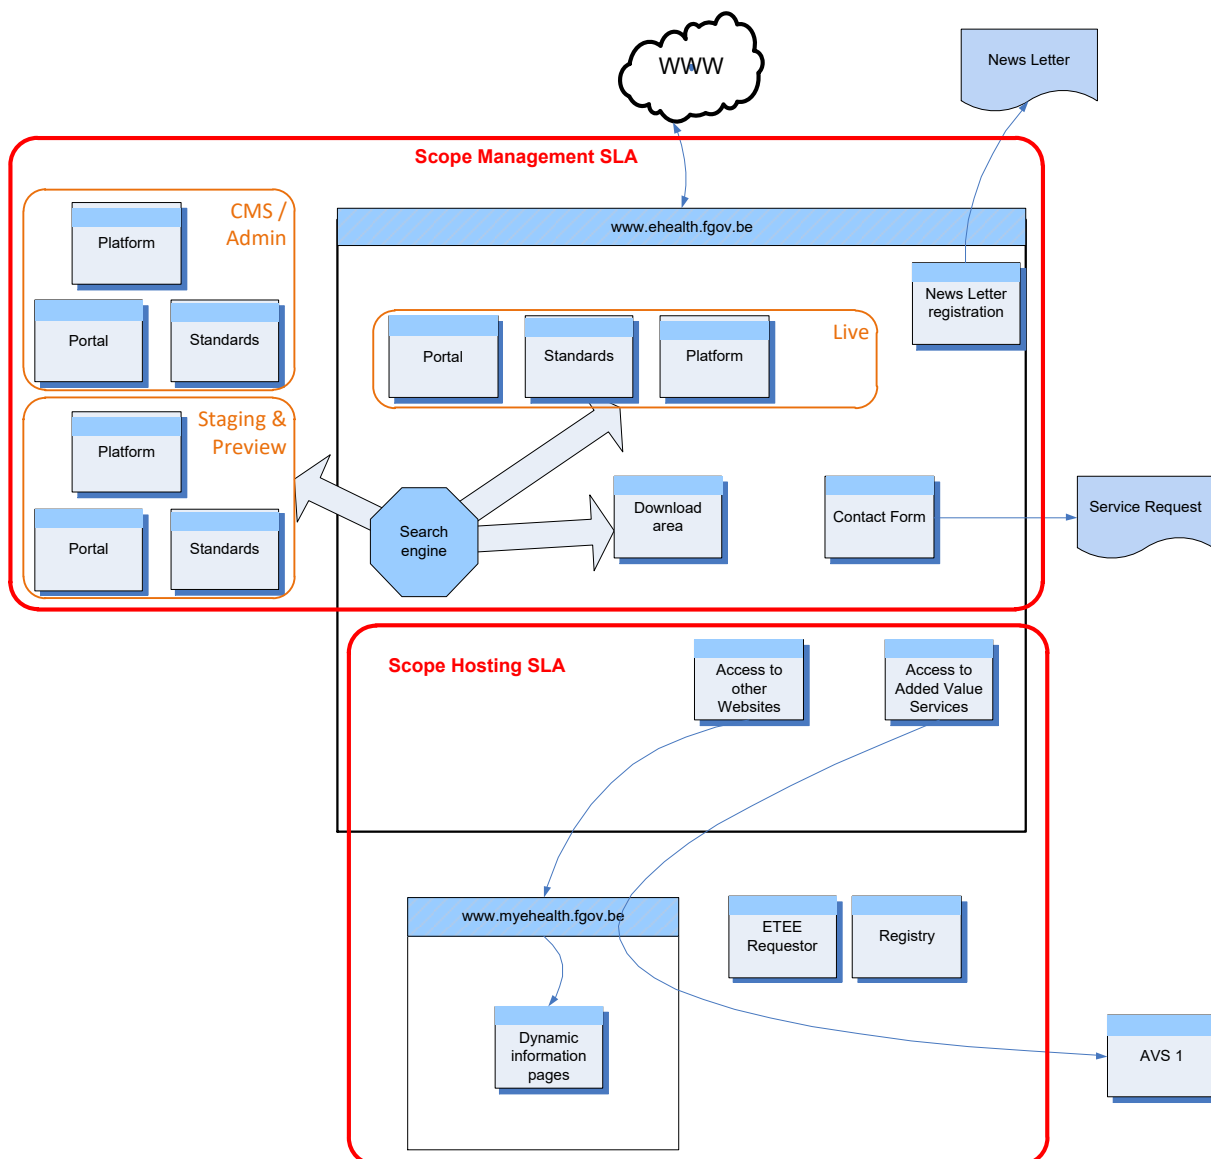 WWW
News Letter
Scope Management SLA
CMS /
Admin
Platform
Portal
Standards
www.ehealth.fgov.be
News Letter
registration
Live
Portal
Standards
Platform
Staging &
Preview
Platform
Portal
Standards
Search
engine
Download
area
Contact Form
Service Request
Scope Hosting SLA
Access to
other
Websites
Access to
Added Value
Services
www.myehealth.fgov.be
ETEE
Requestor
Registry
Dynamic
information
pages
AVS 1